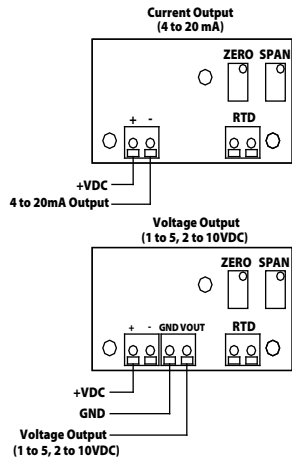 Current Output
(4 to 20 mA)
ZERO SPAN
+ -
RTD
+VDC
4 to 20mA Output
Voltage Output
(1 to 5, 2 to 10VDC)
ZERO SPAN
+ - GND VOUT
RTD
+VDC
GND
Voltage Output
(1 to 5, 2 to 10VDC)